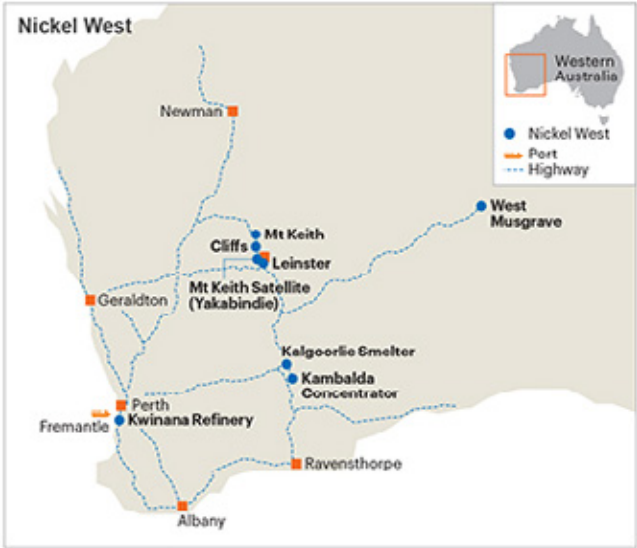 Nickel West
Western
Australia
Nickel West
Port
Highway
Newman
West
Musgrave
Mt Keith
Cliffs
Leinster
Mt Keith Satellite
(Yakabindie)
Geraldton
Kalgoorlie Smelter
Kambalda
Concentrator
Perth
Fremantle
Kwinana Refinery
Ravensthorpe
Albany